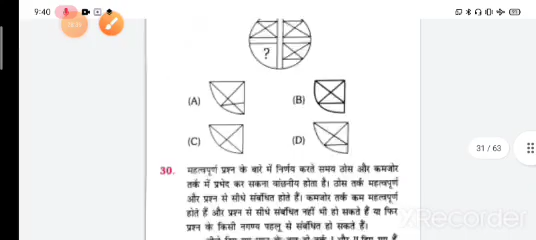 9:40
?
(A)
(B)
(C)
(D)
31 / 63
30. महत्वपूर्ण प्रश्न के बारे में निर्णय करते समय ठोस और कमजोर
तर्क में प्रभेद कर सकना वांछनीय होता है। ठोस तर्क महत्वपूर्ण
और प्रश्न से सीधे संबंधित होते हैं। कमजोर तर्क कम महत्वपूर्ण
होते हैं और प्रश्न से सीधे संबंधित नहीं भी हो सकते हैं या फिर
प्रश्न के किसी नगण्य पहलू से संबंधित हो सकते हैं।
Recorder